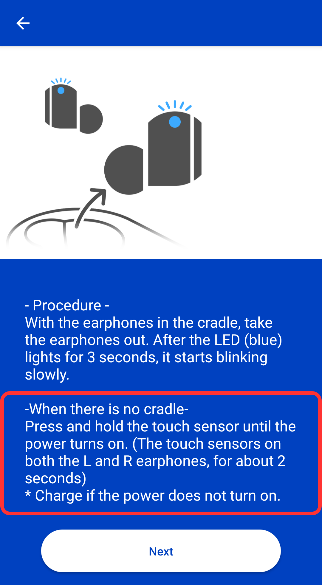 - Procedure -
With the earphones in the cradle, take
the earphones out. After the LED (blue)
lights for 3 seconds, it starts blinking
slowly.
-When there is no cradle-
Press and hold the touch sensor until the
power turns on. (The touch sensors on
both the L and R earphones, for about 2
seconds)
* Charge if the power does not turn on.
Next